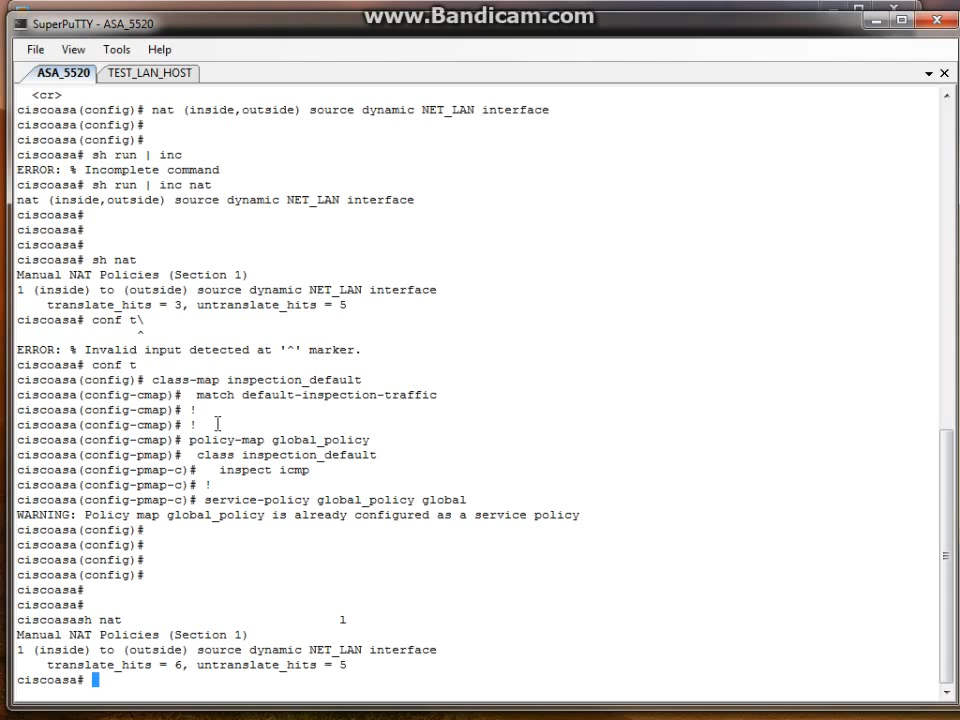 www.Bandicam.com
SuperPuTTY - ASA_5520
File View Tools Help
ASA_5520 TEST_LAN_HOST
<cr>
ciscoasa(config)# nat (inside,outside) source dynamic NET_LAN interface
ciscoasa(config)#
ciscoasa(config)#
ciscoasa# sh run | inc
ERROR: % Incomplete command
ciscoasa# sh run | inc nat
nat (inside,outside) source dynamic NET_LAN interface
ciscoasa#
ciscoasa#
ciscoasa#
ciscoasa# sh nat
Manual NAT Policies (Section 1)
1 (inside) to (outside) source dynamic NET_LAN interface
translate_hits = 3, untranslate_hits = 5
ciscoasa# conf t\
^
ERROR: % Invalid input detected at '^' marker.
ciscoasa# conf t
ciscoasa(config)# class-map inspection_default
ciscoasa(config-cmap)#  match default-inspection-traffic
ciscoasa(config-cmap)# !
ciscoasa(config-cmap)# !
ciscoasa(config-cmap)# policy-map global_policy
ciscoasa(config-pmap)#  class inspection_default
ciscoasa(config-pmap-c)#   inspect icmp
ciscoasa(config-pmap-c)# !
ciscoasa(config-pmap-c)# service-policy global_policy global
WARNING: Policy map global_policy is already configured as a service policy
ciscoasa(config)#
ciscoasa(config)#
ciscoasa(config)#
ciscoasa(config)#
ciscoasa#
ciscoasa#
ciscoasash nat l
Manual NAT Policies (Section 1)
1 (inside) to (outside) source dynamic NET_LAN interface
translate_hits = 6, untranslate_hits = 5
ciscoasa#